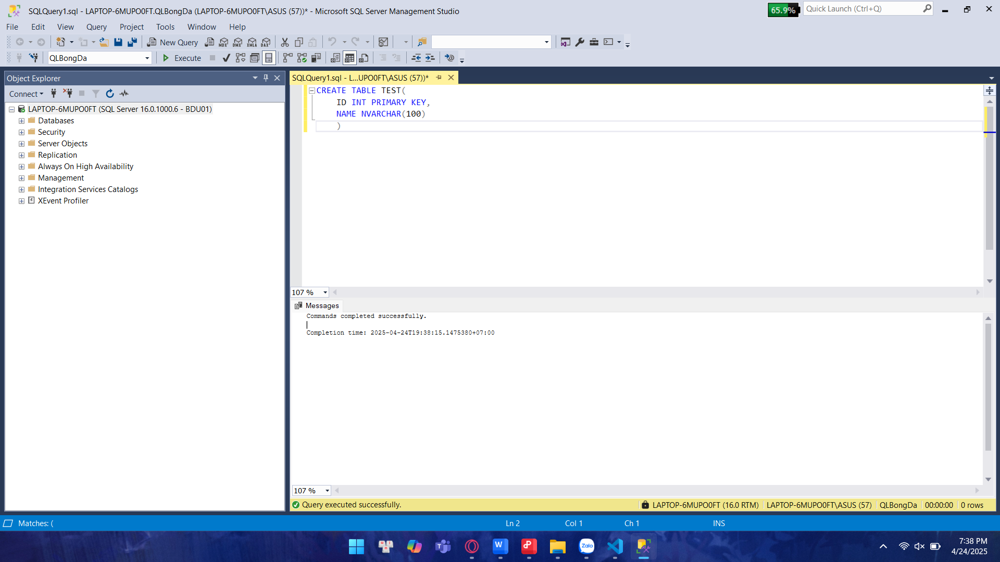 SQLQuery1.sql - LAPTOP-6MUPO0FT.QLBongDa (LAPTOP-6MUPO0FT\ASUS (57))* - Microsoft SQL Server Management Studio
65.9%
Quick Launch (Ctrl+Q)
File Edit View Query Project Tools Window Help
New Query
MDX DMX XMLA DAX
QLBongDa
Execute
Object Explorer
SQLQuery1.sql - L...UPO0FT\ASUS (57))*
Connect
LAPTOP-6MUPO0FT (SQL Server 16.0.1000.6 - BDU01)
Databases
Security
Server Objects
Replication
Always On High Availability
Management
Integration Services Catalogs
XEvent Profiler
CREATE TABLE TEST(
ID INT PRIMARY KEY,
NAME NVARCHAR(100)
)
107 %
Messages
Commands completed successfully.
Completion time: 2025-04-24T19:38:15.1475380+07:00
107 %
Query executed successfully.
LAPTOP-6MUPO0FT (16.0 RTM) LAPTOP-6MUPO0FT\ASUS (57) QLBongDa 00:00:00 0 rows
Matches: (
Ln 2 Col 1 Ch 1 INS
Zalo
7:38 PM
4/24/2025